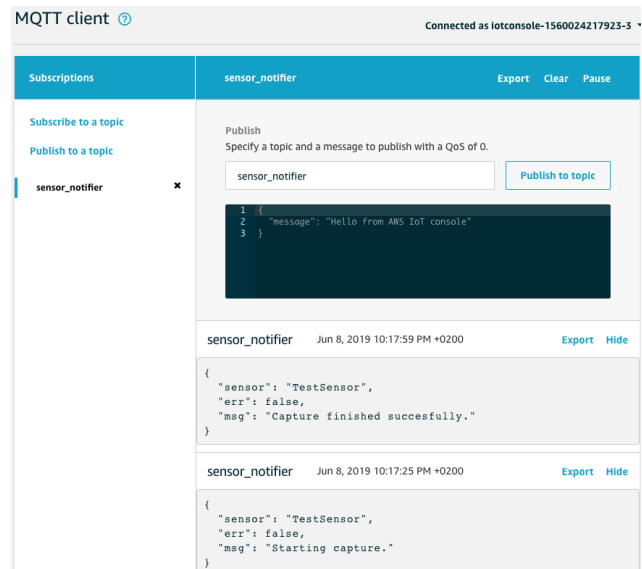 MQTT client ?
Connected as iotconsole-1560024217923-3
Subscriptions
sensor_notifier
Export Clear Pause
Subscribe to a topic
Publish to a topic
sensor_notifier
Publish
Specify a topic and a message to publish with a QoS of 0.
sensor_notifier
Publish to topic
1 {
2 "message": "Hello from AWS IoT console"
3 }
sensor_notifier Jun 8, 2019 10:17:59 PM +0200 Export Hide
{
"sensor": "TestSensor",
"err": false,
"msg": "Capture finished succesfully."
}
sensor_notifier Jun 8, 2019 10:17:25 PM +0200 Export Hide
{
"sensor": "TestSensor",
"err": false,
"msg": "Starting capture."
}